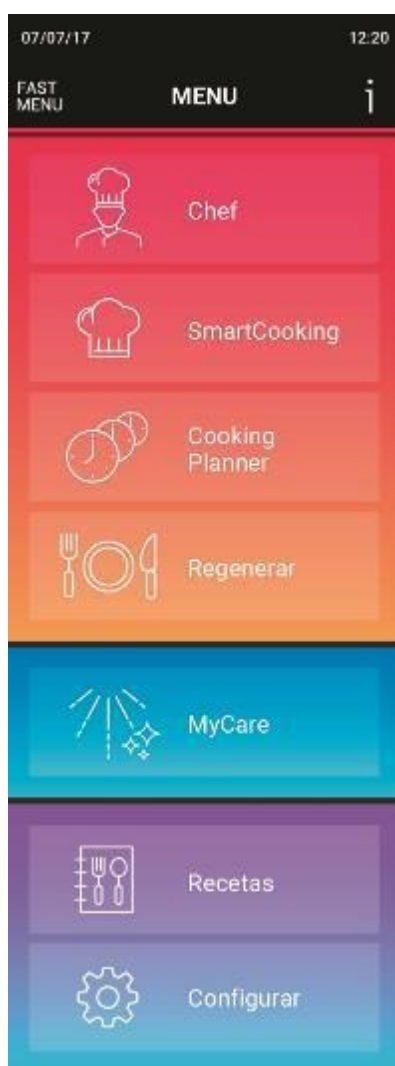 07/07/17 12:20
FAST
MENU
MENU
i
Chef
SmartCooking
Cooking
Planner
Regenerar
MyCare
Recetas
Configurar